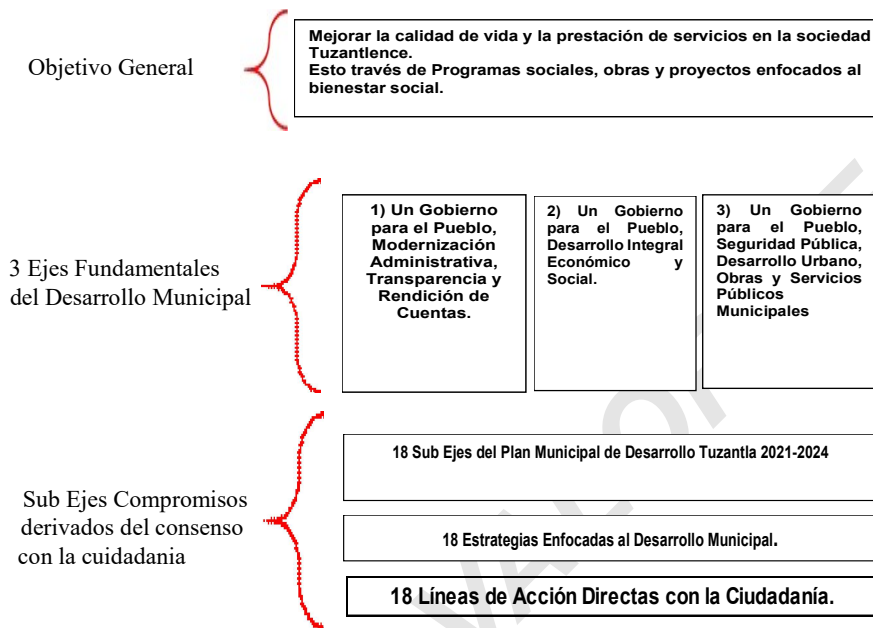 Objetivo General
Mejorar la calidad de vida y la prestación de servicios en la sociedad
Tuzantlence.
Esto través de Programas sociales, obras y proyectos enfocados al
bienestar social.
3 Ejes Fundamentales
del Desarrollo Municipal
1) Un Gobierno
para el Pueblo,
Modernización
Administrativa,
Transparencia y
Rendición de
Cuentas.
2) Un Gobierno
para el Pueblo,
Desarrollo Integral
Económico y
Social.
3) Un Gobierno
para el Pueblo,
Seguridad Pública,
Desarrollo Urbano,
Obras y Servicios
Públicos
Municipales
Sub Ejes Compromisos
derivados del consenso
con la cuidadania
18 Sub Ejes del Plan Municipal de Desarrollo Tuzantla 2021-2024
18 Estrategias Enfocadas al Desarrollo Municipal.
18 Líneas de Acción Directas con la Ciudadanía.